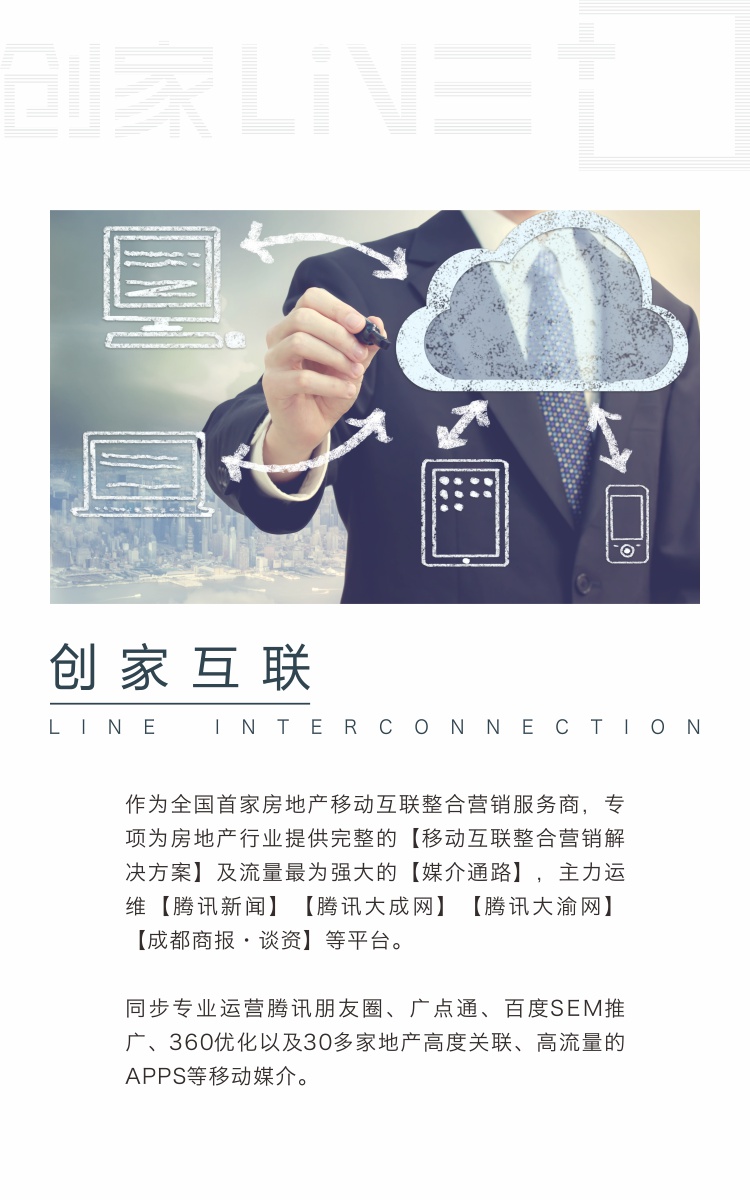 创家LiNE+
创家互联
LINE INTERCONNECTION
作为全国首家房地产移动互联整合营销服务商，专
项为房地产行业提供完整的【移动互联整合营销解
决方案】及流量最为强大的【媒介通路】，主力运
维【腾讯新闻】【腾讯大成网】【腾讯大渝网】
【成都商报·谈资】等平台。
同步专业运营腾讯朋友圈、广点通、百度SEM推
广、360优化以及30多家地产高度关联、高流量的
APPS等移动媒介。